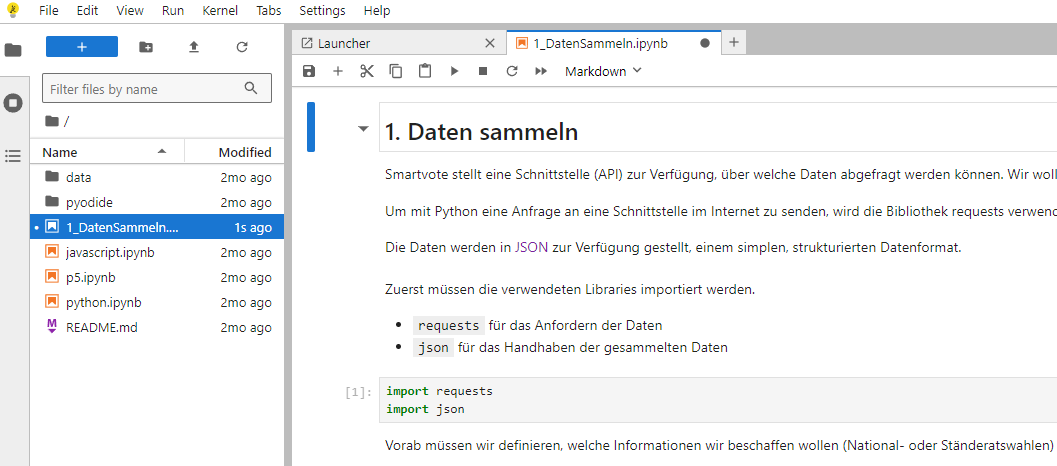 File Edit View Run Kernel Tabs Settings Help
Launcher
1_DatenSammeln.ipynb
Markdown
Filter files by name
/
Name Modified
data 2mo ago
pyodide 2mo ago
1_DatenSammeln.... 1s ago
javascript.ipynb 2mo ago
p5.ipynb 2mo ago
python.ipynb 2mo ago
README.md 2mo ago
1. Daten sammeln
Smartvote stellt eine Schnittstelle (API) zur Verfügung, über welche Daten abgefragt werden können. Wir woll
Um mit Python eine Anfrage an eine Schnittstelle im Internet zu senden, wird die Bibliothek requests verwend
Die Daten werden in JSON zur Verfügung gestellt, einem simplen, strukturierten Datenformat.
Zuerst müssen die verwendeten Libraries importiert werden.
• requests für das Anfordern der Daten
• json für das Handhaben der gesammelten Daten
[1]: import requests
import json
Vorab müssen wir definieren, welche Informationen wir beschaffen wollen (National- oder Ständeratswahlen)